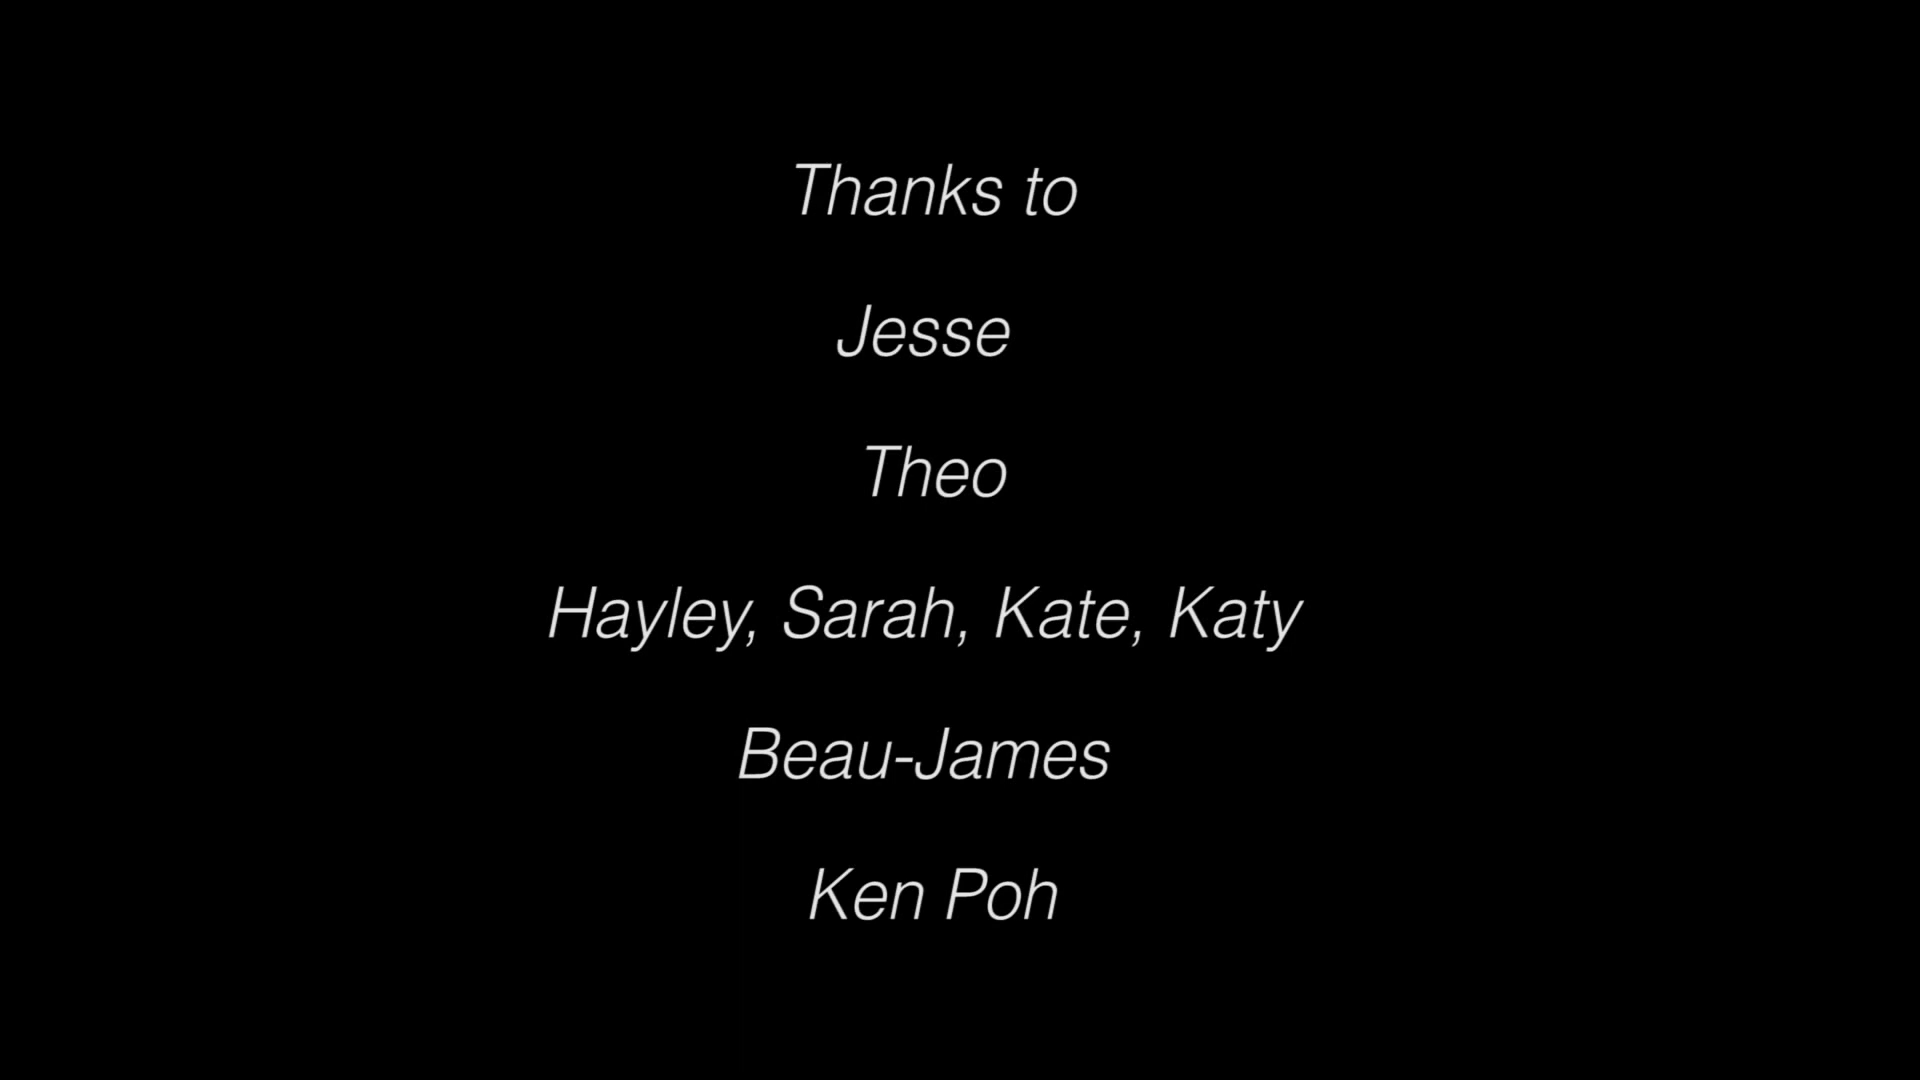 Thanks to
Jesse
Theo
Hayley, Sarah, Kate, Katy
Beau-James
Ken Poh